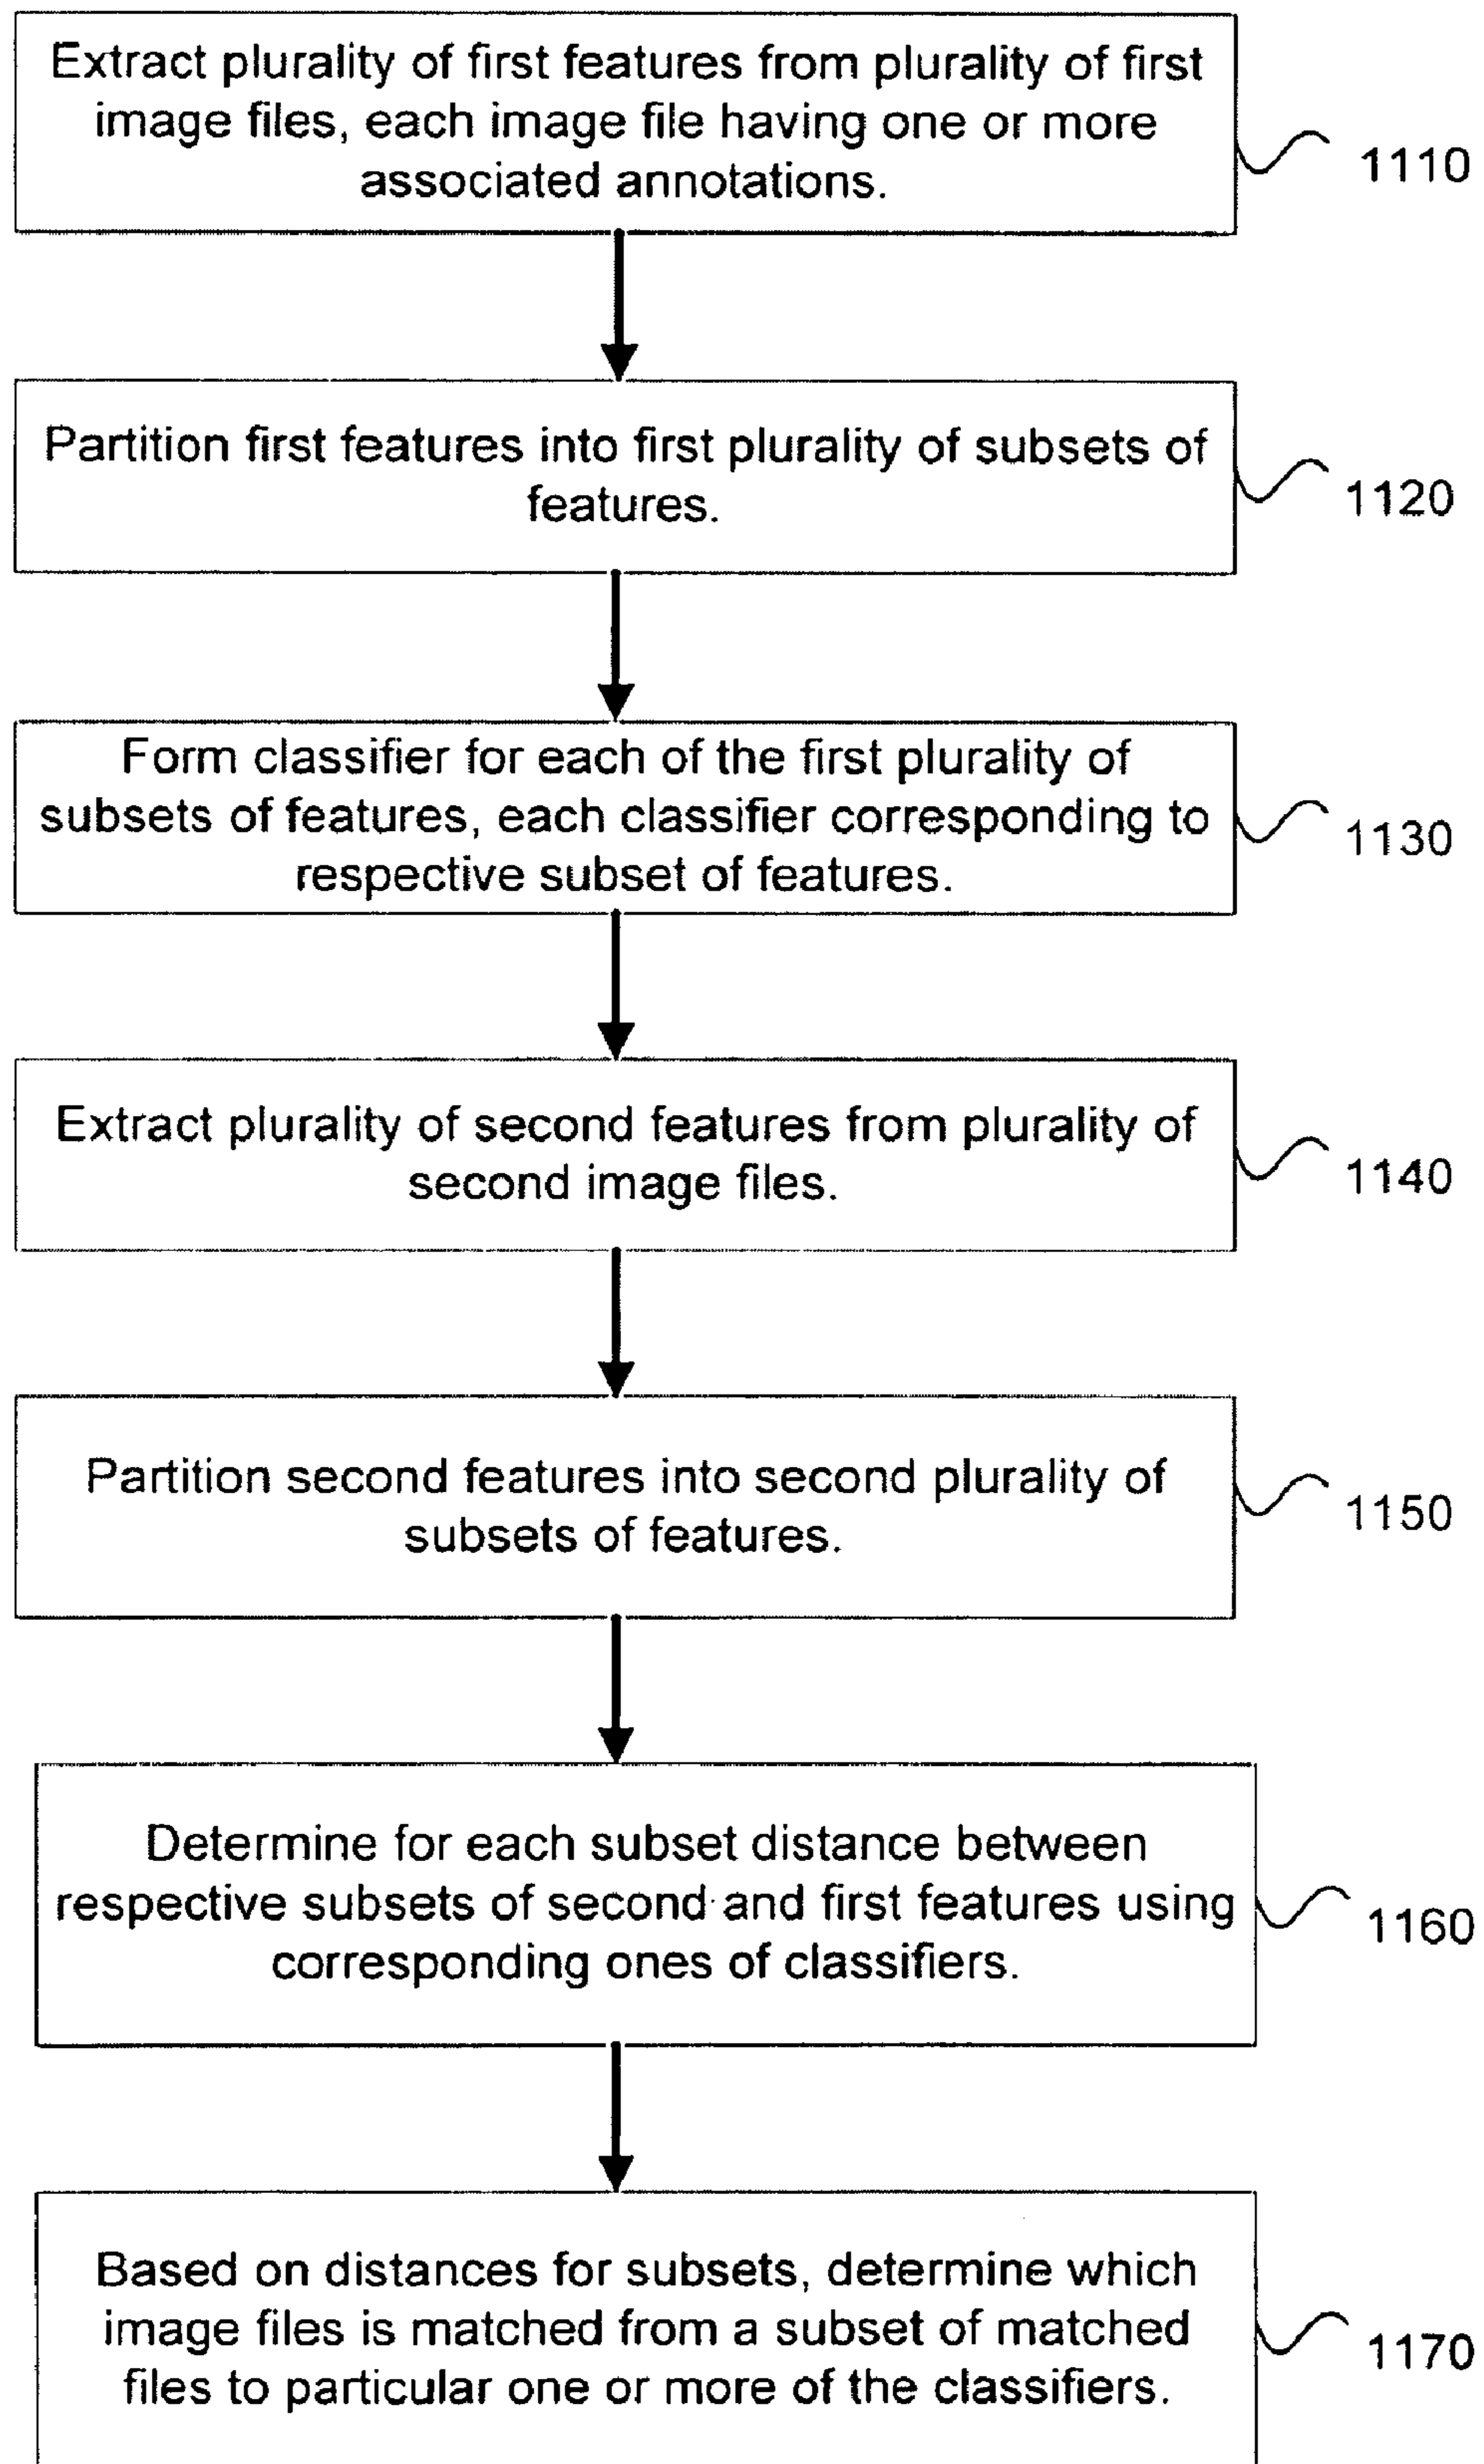 Extract plurality of first features from plurality of first
image files, each image file having one or more
associated annotations.
1110
Partition first features into first plurality of subsets of
features.
1120
Form classifier for each of the first plurality of
subsets of features, each classifier corresponding to
respective subset of features.
1130
Extract plurality of second features from plurality of
second image files.
1140
Partition second features into second plurality of
subsets of features.
1150
Determine for each subset distance between
respective subsets of second and first features using
corresponding ones of classifiers.
1160
Based on distances for subsets, determine which
image files is matched from a subset of matched
files to particular one or more of the classifiers.
1170